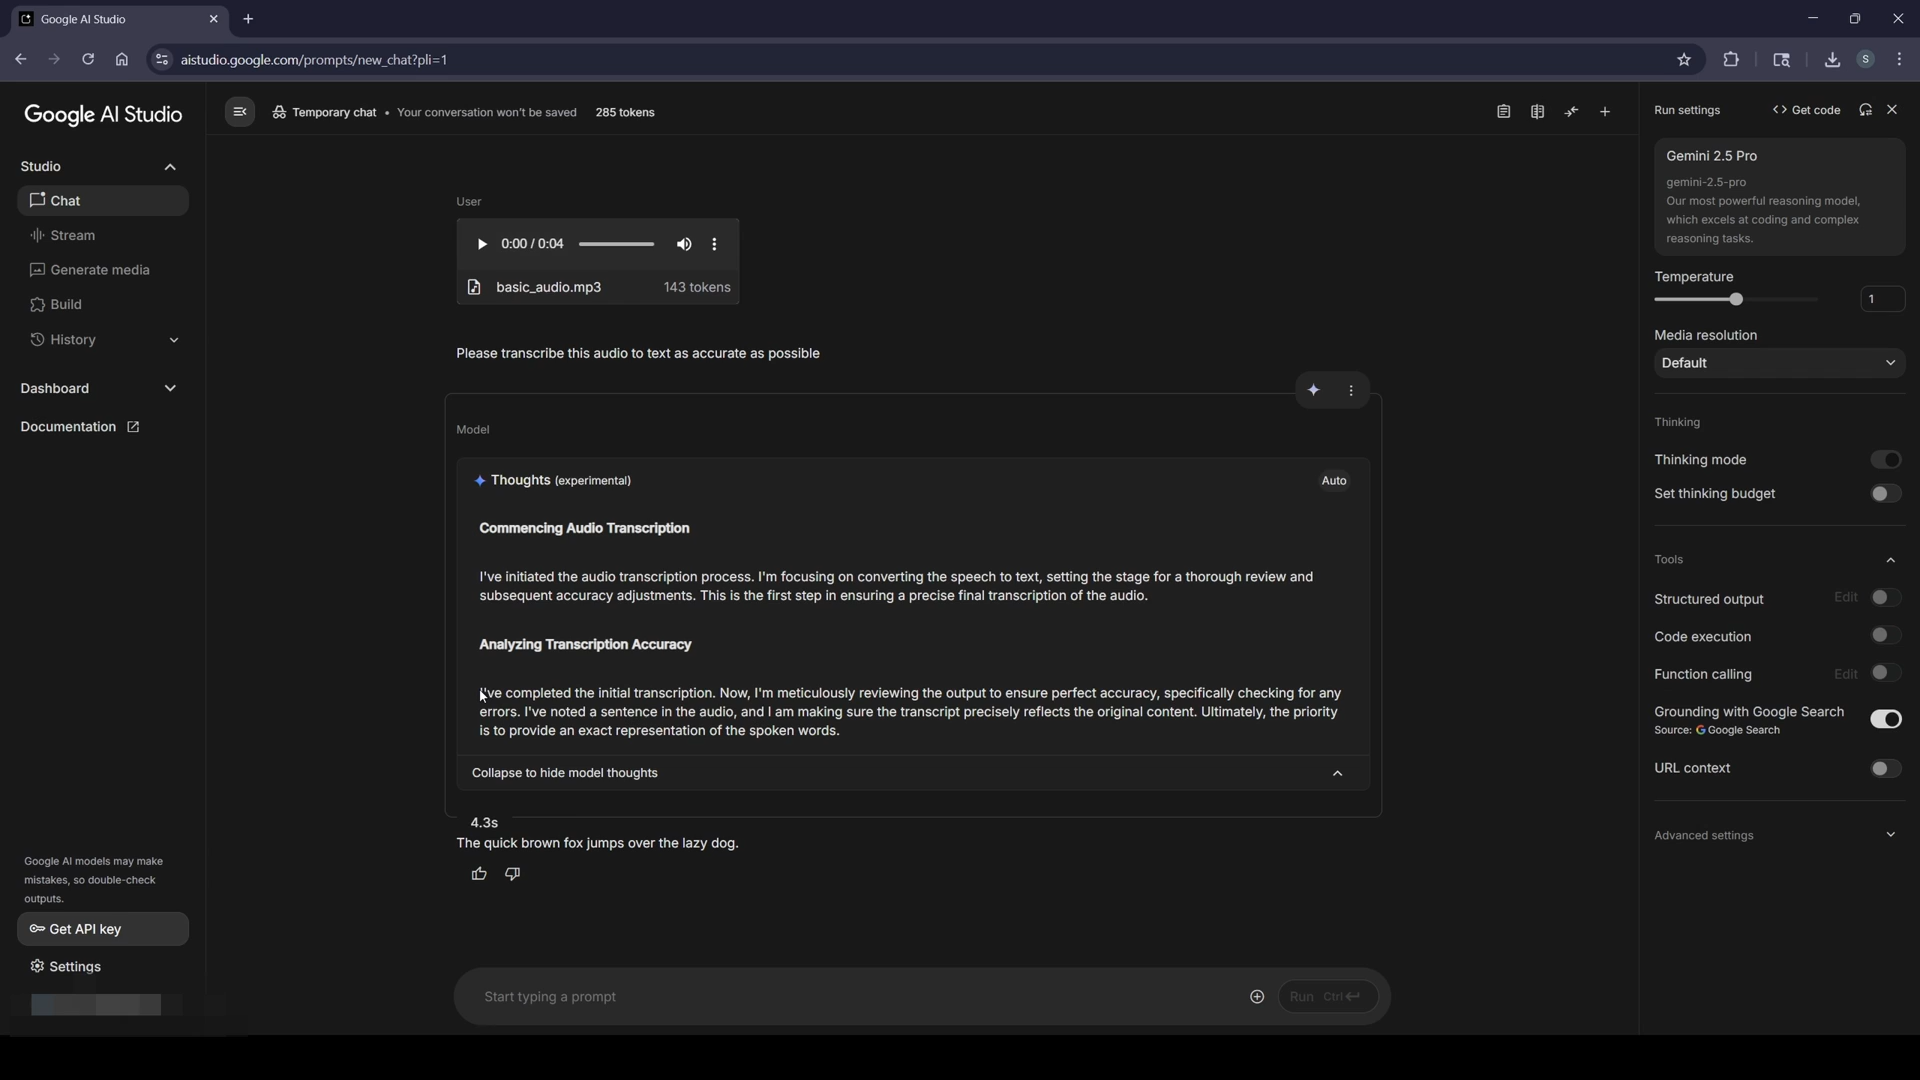 Google AI Studio
aistudio.google.com/prompts/new_chat?pli=1
S
Google AI Studio
Studio
Chat
Stream
Generate media
Build
History
Dashboard
Documentation
Google AI models may make
mistakes, so double-check
outputs.
Get API key
Settings
Temporary chat • Your conversation won't be saved 285 tokens
User
0:00 / 0:04
basic_audio.mp3 143 tokens
Please transcribe this audio to text as accurate as possible
Model
Thoughts (experimental) Auto
Commencing Audio Transcription
I've initiated the audio transcription process. I'm focusing on converting the speech to text, setting the stage for a thorough review and
subsequent accuracy adjustments. This is the first step in ensuring a precise final transcription of the audio.
Analyzing Transcription Accuracy
I've completed the initial transcription. Now, I'm meticulously reviewing the output to ensure perfect accuracy, specifically checking for any
errors. I've noted a sentence in the audio, and I am making sure the transcript precisely reflects the original content. Ultimately, the priority
is to provide an exact representation of the spoken words.
Collapse to hide model thoughts
4.3s
The quick brown fox jumps over the lazy dog.
Start typing a prompt
Run Ctrl
Run settings
Get code
Gemini 2.5 Pro
gemini-2.5-pro
Our most powerful reasoning model,
which excels at coding and complex
reasoning tasks.
Temperature
1
Media resolution
Default
Thinking
Thinking mode
Set thinking budget
Tools
Structured output Edit
Code execution
Function calling Edit
Grounding with Google Search
Source: Google Search
URL context
Advanced settings